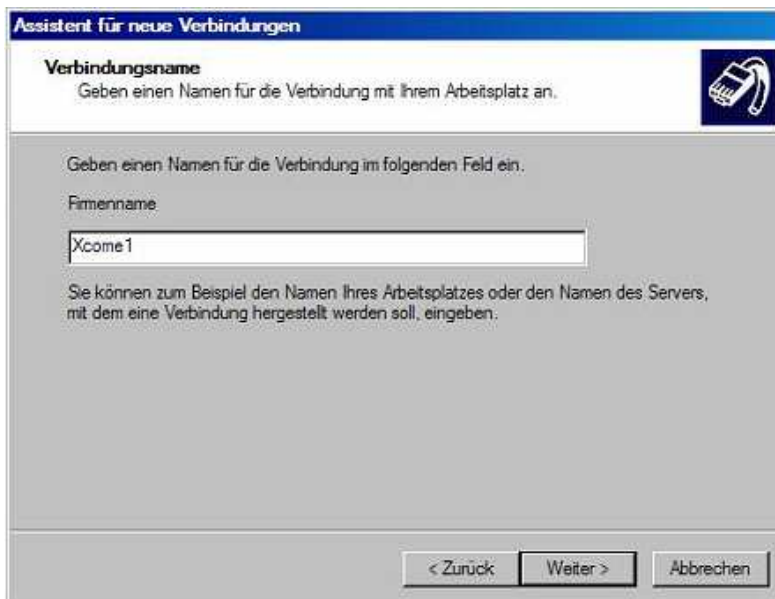 Assistent für neue Verbindungen
Verbindungsname
Geben einen Namen für die Verbindung mit Ihrem Arbeitsplatz an.
Geben einen Namen für die Verbindung im folgenden Feld ein.
Firmenname
Xcome1
Sie können zum Beispiel den Namen Ihres Arbeitsplatzes oder den Namen des Servers,
mit dem eine Verbindung hergestellt werden soll, eingeben.
< Zurück Weiter > Abbrechen